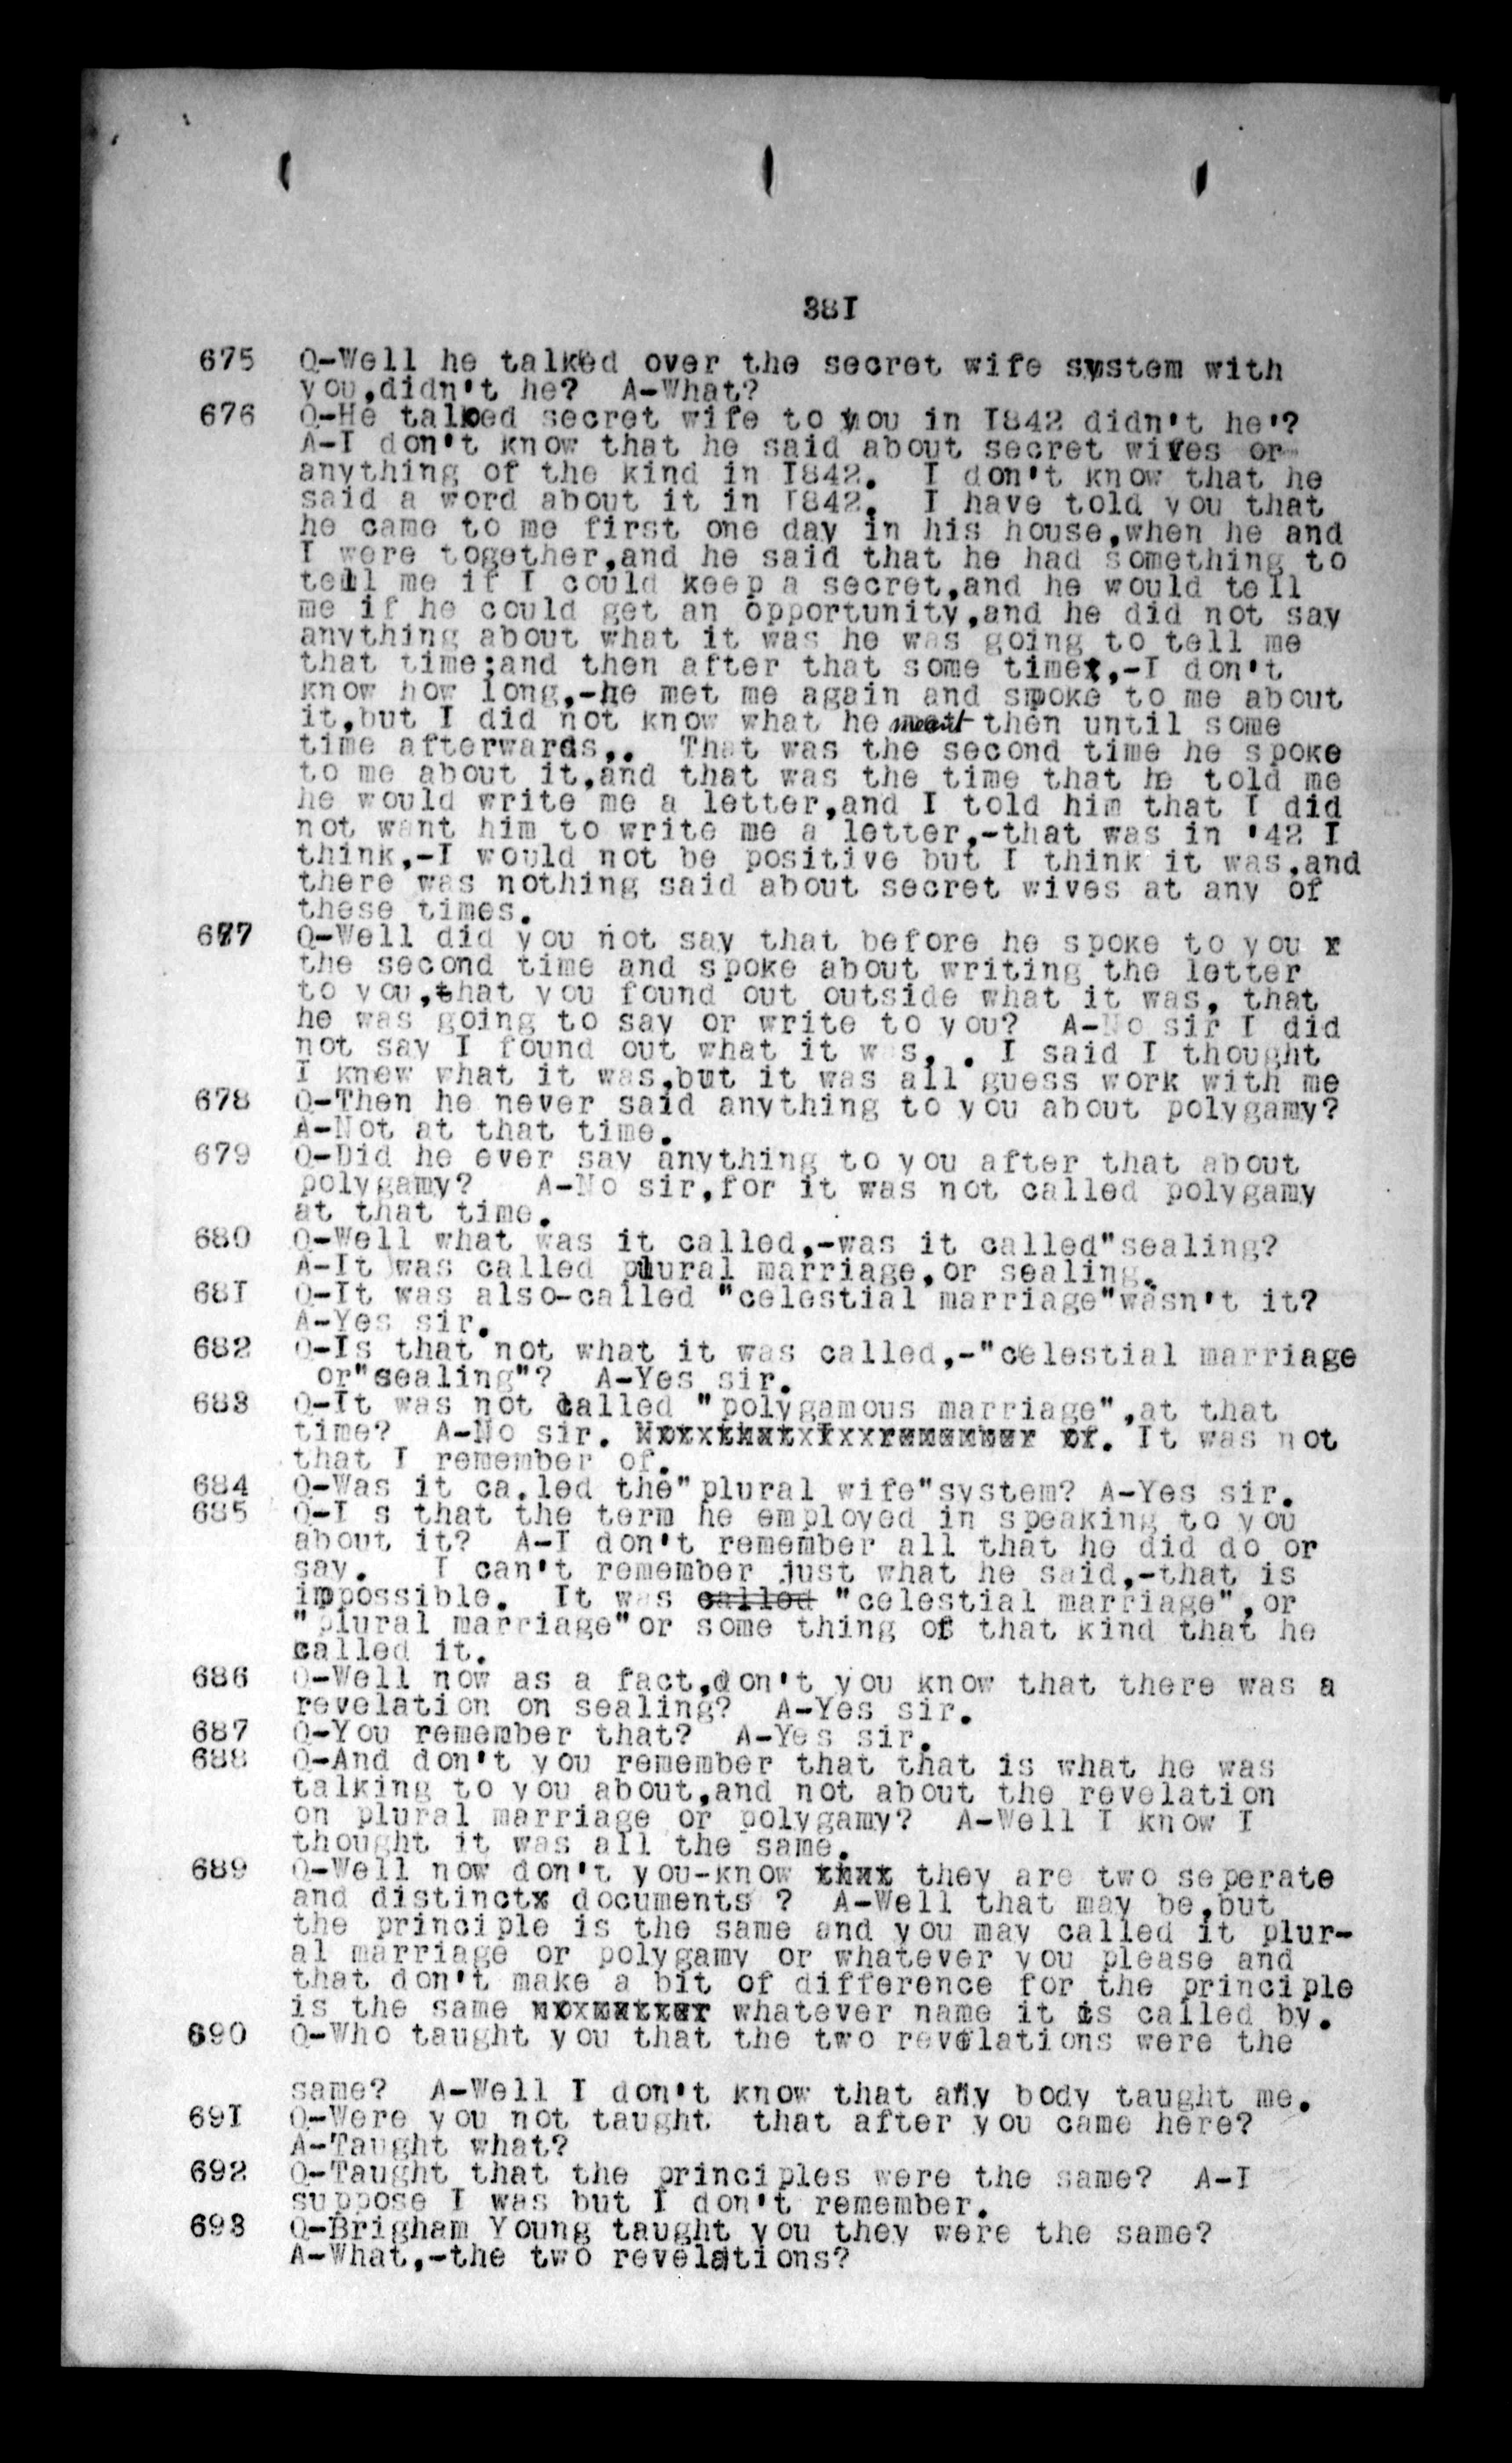 381
675 Q-Well he talked over the secret wife system with
you,didn't he? A-What?
676 Q-He talked secret wife to you in 1842 didn't he'?
A-I don't know that he said about secret wives or
anything of the kind in 1842. I don't know that he
said a word about it in 1842. I have told you that
he came to me first one day in his house,when he and
I were together,and he said that he had something to
tell me if I could keep a secret,and he would tell
me if he could get an opportunity,and he did not say
anything about what it was he was going to tell me
that time;and then after that some time,-I don't
know how long,-he met me again and spoke to me about
it,but I did not know what he meant then until some
time afterwards,. That was the second time he spoke
to me about it,and that was the time that he told me
he would write me a letter,and I told him that I did
not want him to write me a letter,-that was in '42 I
think,-I would not be positive but I think it was,and
there was nothing said about secret wives at any of
these times.
677 Q-Well did you not say that before he spoke to you x
the second time and spoke about writing the letter
to you,that you found out outside what it was, that
he was going to say or write to you? A-No sir I did
not say I found out what it was, . I said I thought
I knew what it was,but it was all guess work with me
678 Q-Then he never said anything to you about polygamy?
A-Not at that time.
679 Q-Did he ever say anything to you after that about
polygamy? A-No sir,for it was not called polygamy
at that time.
680 Q-Well what was it called,-was it called"sealing?
A-It was called plural marriage,or sealing.
681 Q-It was also-called "celestial marriage"wasn't it?
A-Yes sir.
682 Q-Is that not what it was called,-"celestial marriage
or"sealing"? A-Yes sir.
683 Q-It was not called "polygamous marriage",at that
time? A-No sir. Not that I remember of. It was not
that I remember of.
684 Q-Was it ca.led the"plural wife"system? A-Yes sir.
685 Q-I s that the term he employed in speaking to you
about it? A-I don't remember all that he did do or
say. I can't remember just what he said,-that is
impossible. It was called "celestial marriage",or
"plural marriage"or some thing of that kind that he
called it.
686 Q-Well now as a fact,don't you know that there was a
revelation on sealing? A-Yes sir.
687 Q-You remember that? A-Yes sir.
688 Q-And don't you remember that that is what he was
talking to you about,and not about the revelation
on plural marriage or polygamy? A-Well I know I
thought it was all the same.
689 Q-Well now don't you-know that they are two seperate
and distinctx documents ? A-Well that may be,but
the principle is the same and you may called it plur-
al marriage or polygamy or whatever you please and
that don't make a bit of difference for the principle
is the same no matter whatever name it is called by.
690 Q-Who taught you that the two revelations were the
same? A-Well I don't know that any body taught me.
691 Q-Were you not taught that after you came here?
A-Taught what?
692 Q-Taught that the principles were the same? A-I
suppose I was but I don't remember.
693 Q-Brigham Young taught you they were the same?
A-What,-the two revelations?